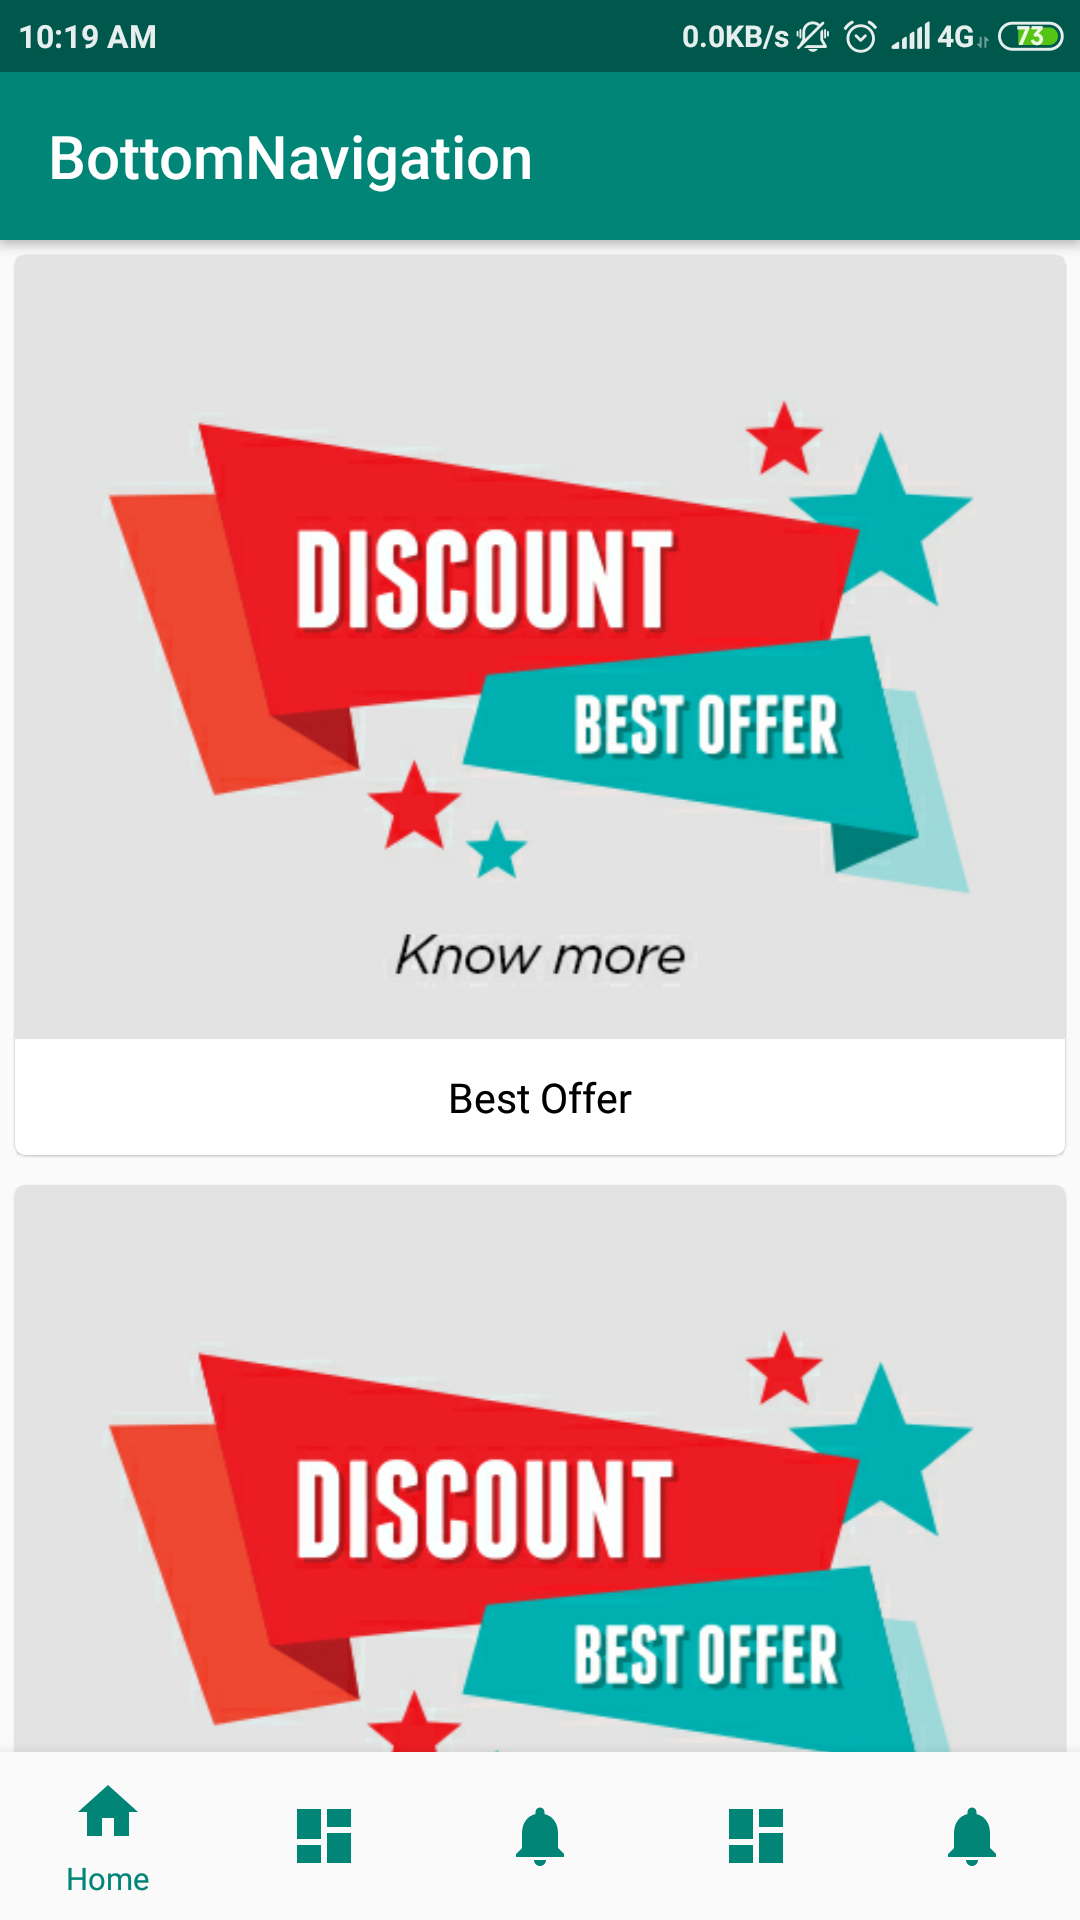 10:19 AM 0.0KB/s 4G 73
BottomNavigation
DISCOUNT
BEST OFFER
Know more
Best Offer
DISCOUNT
BEST OFFER
Home